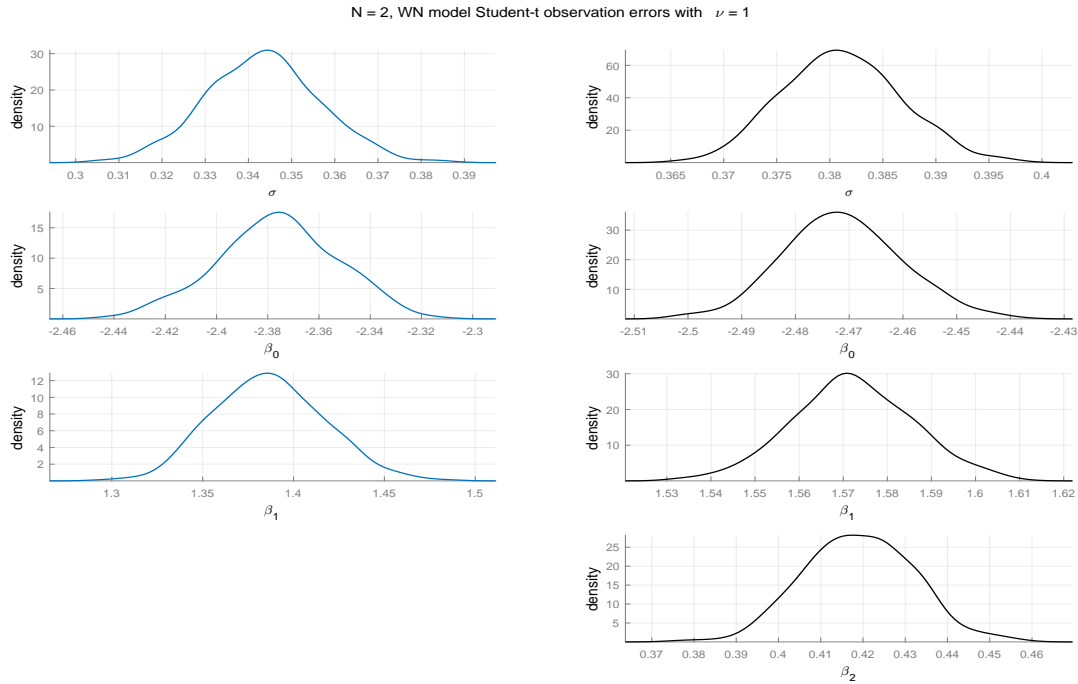 N = 2, WN model Student-t observation errors with ν = 1
density
30
20
10
0.3 0.31 0.32 0.33 0.34 0.35 0.36 0.37 0.38 0.39
σ
density
60
40
20
0.365 0.37 0.375 0.38 0.385 0.39 0.395 0.4
σ
density
15
10
5
-2.46 -2.44 -2.42 -2.4 -2.38 -2.36 -2.34 -2.32 -2.3
β0
density
30
20
10
-2.51 -2.5 -2.49 -2.48 -2.47 -2.46 -2.45 -2.44 -2.43
β0
density
12
10
8
6
4
2
1.3 1.35 1.4 1.45 1.5
β1
density
30
20
10
1.53 1.54 1.55 1.56 1.57 1.58 1.59 1.6 1.61 1.62
β1
density
25
20
15
10
5
0.37 0.38 0.39 0.4 0.41 0.42 0.43 0.44 0.45 0.46
β2